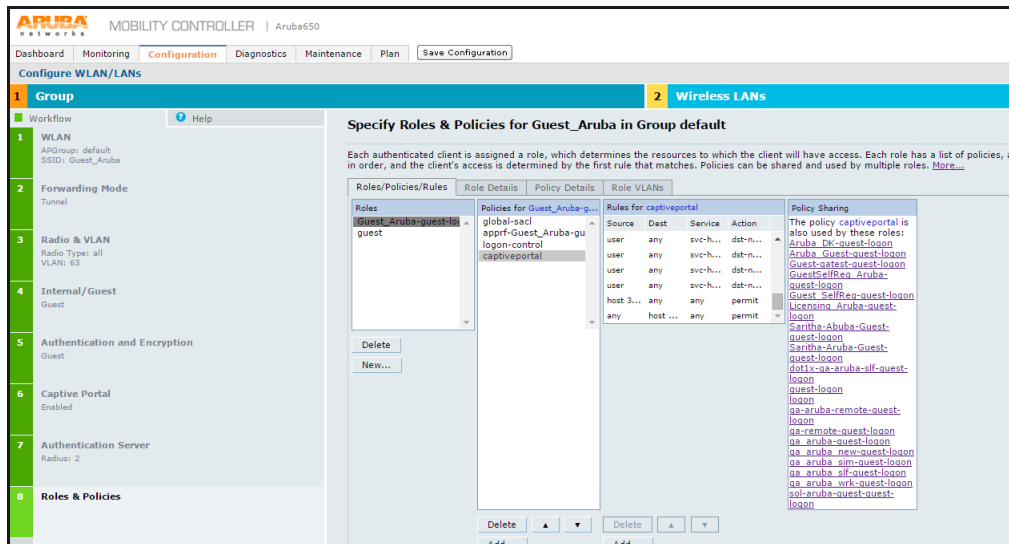 ARUBA
networks
MOBILITY CONTROLLER | Aruba650
Dashboard Monitoring Configuration Diagnostics Maintenance Plan Save Configuration
Configure WLAN/LANs
1 Group
2 Wireless LANs
Workflow
? Help
1 WLAN
APGroup: default
SSID: Guest_Aruba
2 Forwarding Mode
Tunnel
3 Radio & VLAN
Radio Type: all
VLAN: 63
4 Internal/Guest
Guest
5 Authentication and Encryption
Guest
6 Captive Portal
Enabled
7 Authentication Server
Radius: 2
8 Roles & Policies
Specify Roles & Policies for Guest_Aruba in Group default
Each authenticated client is assigned a role, which determines the resources to which the client will have access. Each role has a list of policies, a
in order, and the client's access is determined by the first rule that matches. Policies can be shared and used by multiple roles. More...
Roles/Policies/Rules Role Details Policy Details Role VLANs
Roles
Guest_Aruba-guest-lo
guest
Delete
New...
Policies for Guest_Aruba-g...
global-sacl
apprf-Guest_Aruba-gu
logon-control
captiveportal
Delete
Add
Rules for captiveportal
Source Dest Service Action
user any svc-h... dst-n...
user any svc-h... dst-n...
user any svc-h... dst-n...
user any svc-h... dst-n...
host 3... any any permit
any host ... any permit
Delete
Add
Policy Sharing
The policy captiveportal is
also used by these roles:
Aruba_DK-guest-logon
Aruba_Guest-guest-logon
Guest-qatest-guest-logon
GuestSelfReg_Aruba-
guest-logon
Guest_SelfReg-guest-logon
Licensing_Aruba-guest-
logon
Saritha-Abuba-Guest-
guest-logon
Saritha-Aruba-Guest-
guest-logon
dot1x-qa-aruba-slf-guest-
logon
guest-logon
logon
qa-aruba-remote-guest-
logon
qa-remote-guest-logon
qa_aruba-guest-logon
qa_aruba_new-guest-logon
qa_aruba_sim-guest-logon
qa_aruba_slf-guest-logon
qa_aruba_wrk-guest-logon
sol-aruba-guest-guest-
logon